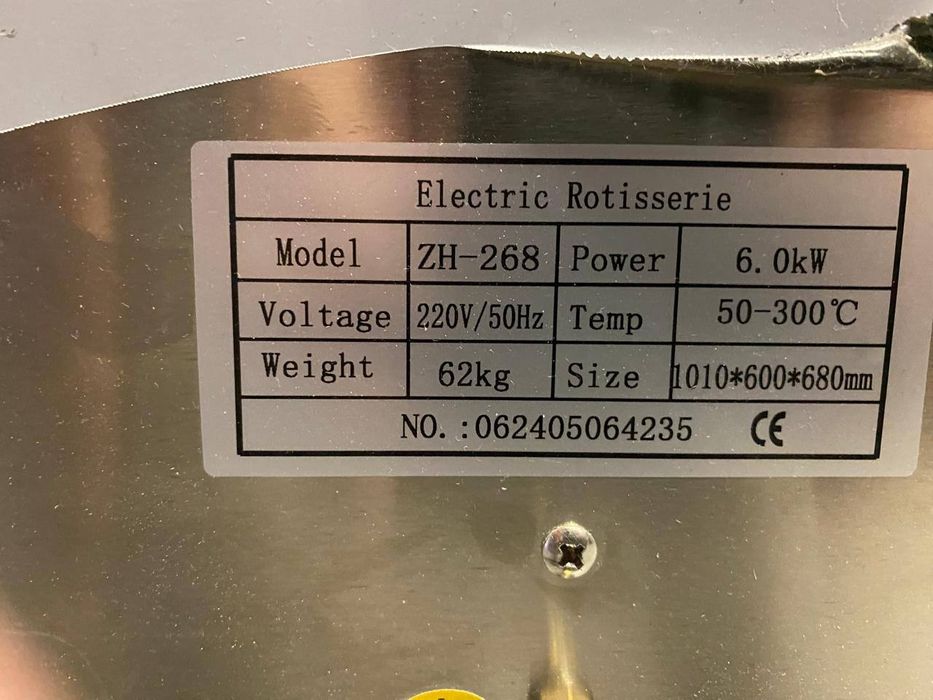 Electric Rotisserie
Model ZH-268 Power 6.0kW
Voltage 220V/50Hz Temp 50-300℃
Weight 62kg Size 1010*600*680mm
NO.:062405064235 CE